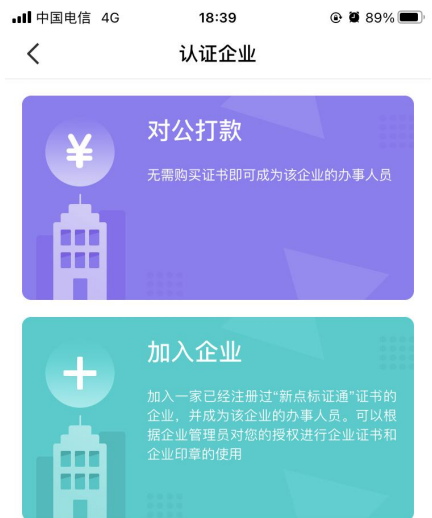 中国电信 4G 18:39 89%
认证企业
¥
对公打款
无需购买证书即可成为该企业的办事人员
加入企业
加入一家已经注册过“新点标证通”证书的
企业，并成为该企业的办事人员。可以根
据企业管理员对您的授权进行企业证书和
企业印章的使用